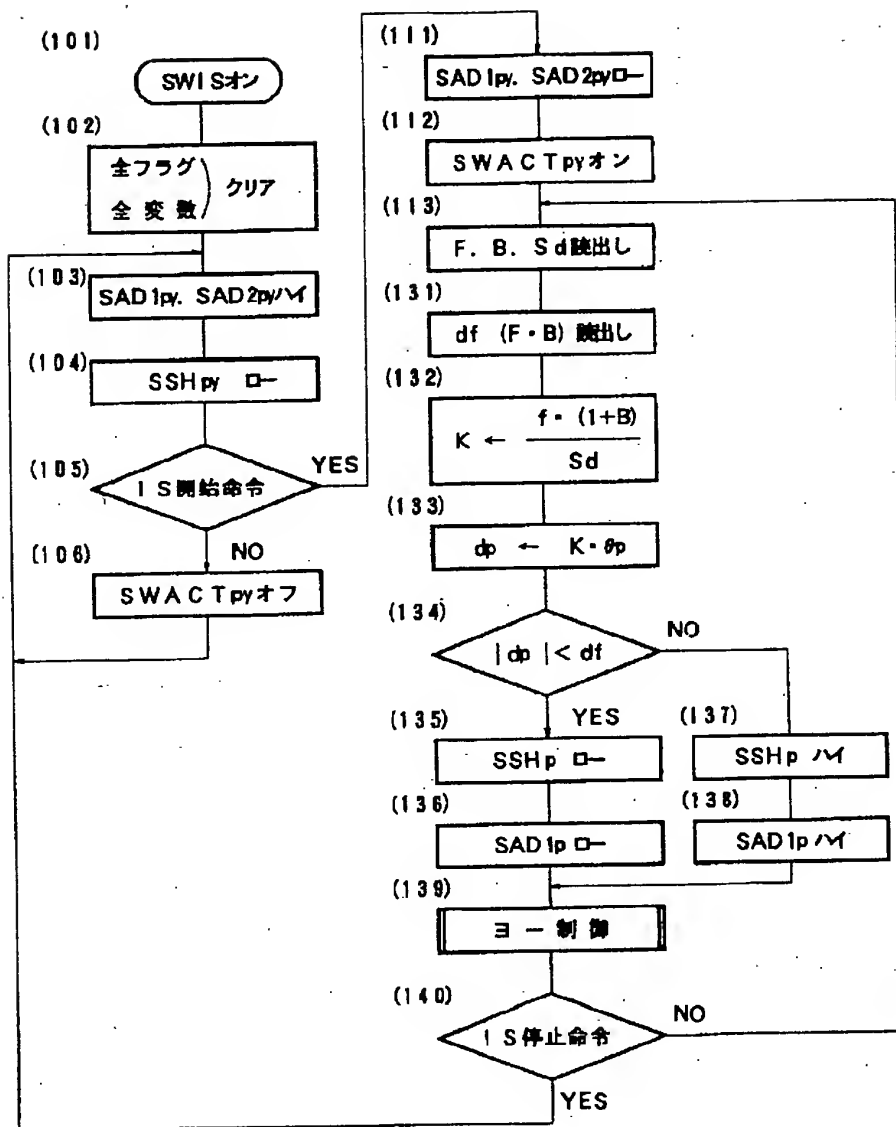 (101)
SWISオン
(102)
全フラグ
全変数
クリア
(103)
SAD1py. SAD2pyハイ
(104)
SSHpy ロー
(105)
IS開始命令
YES
NO
(106)
SWACTpyオフ
(111)
SAD1py. SAD2pyロー
(112)
SWACTpyオン
(113)
F. B. Sd読出し
(131)
df (F・B) 読出し
(132)
K ← f・(1+B)
Sd
(133)
dp ← K・θp
(134)
|dp|<df
NO
YES
(135)
SSHp ロー
(136)
SAD1p ロー
(137)
SSHp ハイ
(138)
SAD1p ハイ
(139)
ヨー制御
(140)
IS停止命令
NO
YES